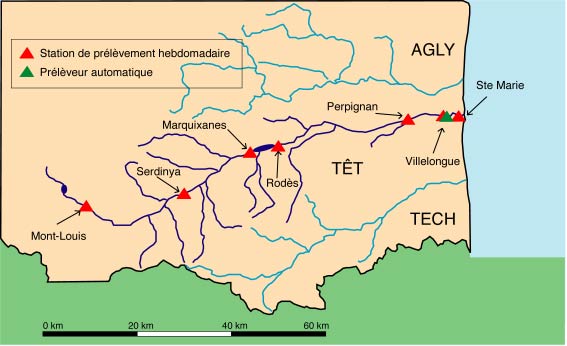 Station de prélèvement hebdomadaire
Préleveur automatique
AGLY
Ste Marie
Perpignan
Marquixanes
Villelongue
Serdinya
Rodès
TÊT
TECH
Mont-Louis
0 km
20 km
40 km
60 km